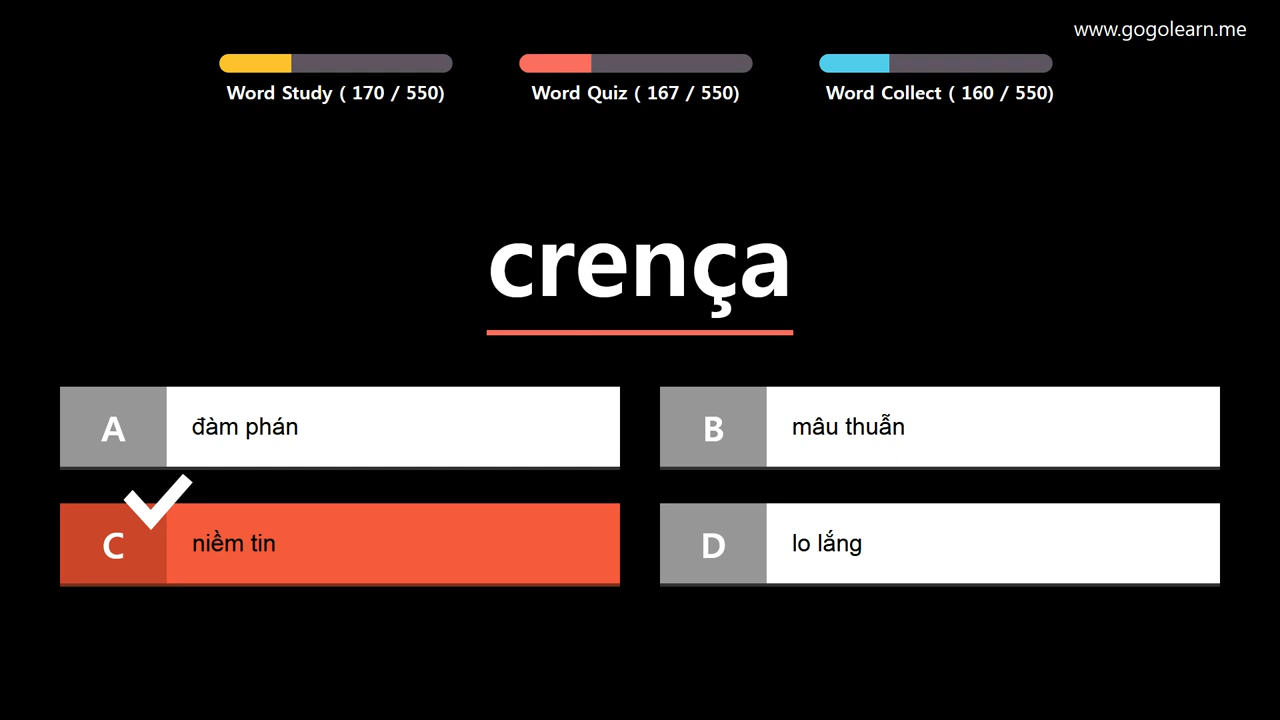 www.gogolearn.me
Word Study ( 170 / 550)
Word Quiz ( 167 / 550)
Word Collect ( 160 / 550)
crença
A
đàm phán
B
mâu thuẫn
C
niềm tin
D
lo lắng